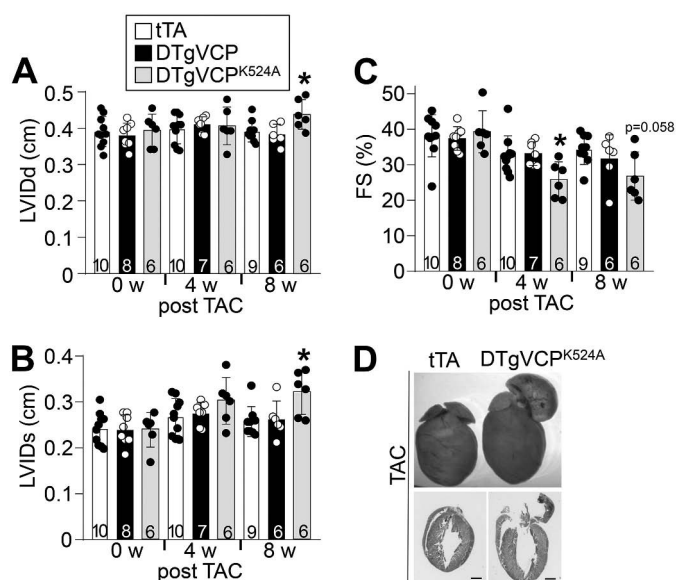 tTA
DTgVCP
DTgVCPK524A
A
LVIDd (cm)
0.5
0.4
0.3
0.2
0.1
0
*
10 8 6 10 7 6 9 6 6
0 w 4 w 8 w
post TAC
B
LVIDs (cm)
0.4
0.3
0.2
0.1
0
*
10 8 6 10 7 6 9 6 6
0 w 4 w 8 w
post TAC
C
FS (%)
50
40
30
20
10
0
*
p=0.058
10 8 6 10 7 6 9 6 6
0 w 4 w 8 w
post TAC
D
tTA DTgVCPK524A
TAC